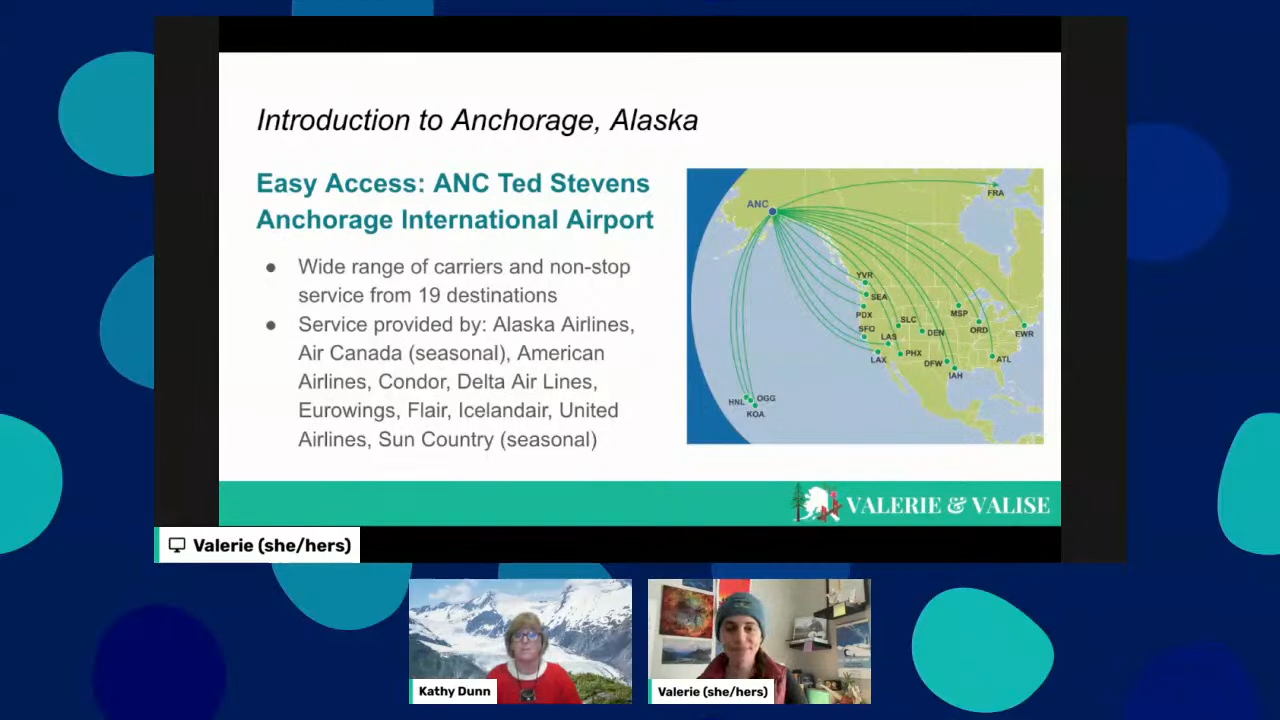 Introduction to Anchorage, Alaska
Easy Access: ANC Ted Stevens
Anchorage International Airport
● Wide range of carriers and non-stop
service from 19 destinations
● Service provided by: Alaska Airlines,
Air Canada (seasonal), American
Airlines, Condor, Delta Air Lines,
Eurowings, Flair, Icelandair, United
Airlines, Sun Country (seasonal)
ANC
FRA
YVR
SEA
PDX
SFO
LAS
LAX
SLC
DEN
PHX
MSP
ORD
EWR
DFW
IAH
ATL
HNL
OGG
KOA
VALERIE & VALISE
Valerie (she/hers)
Kathy Dunn
Valerie (she/hers)